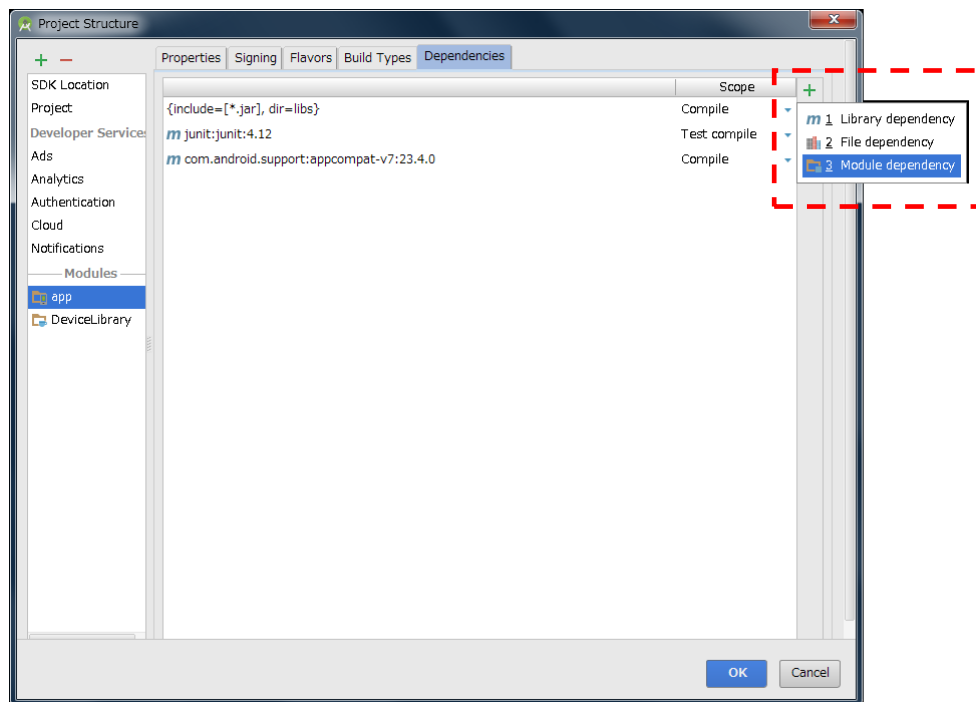 Project Structure
Properties Signing Flavors Build Types Dependencies
SDK Location
Project
Developer Service
Ads
Analytics
Authentication
Cloud
Notifications
Modules
app
DeviceLibrary
Scope
{include=[*.jar], dir=libs} Compile
m junit:junit:4.12 Test compile
m com.android.support:appcompat-v7:23.4.0 Compile
m 1 Library dependency
2 File dependency
3 Module dependency
OK Cancel